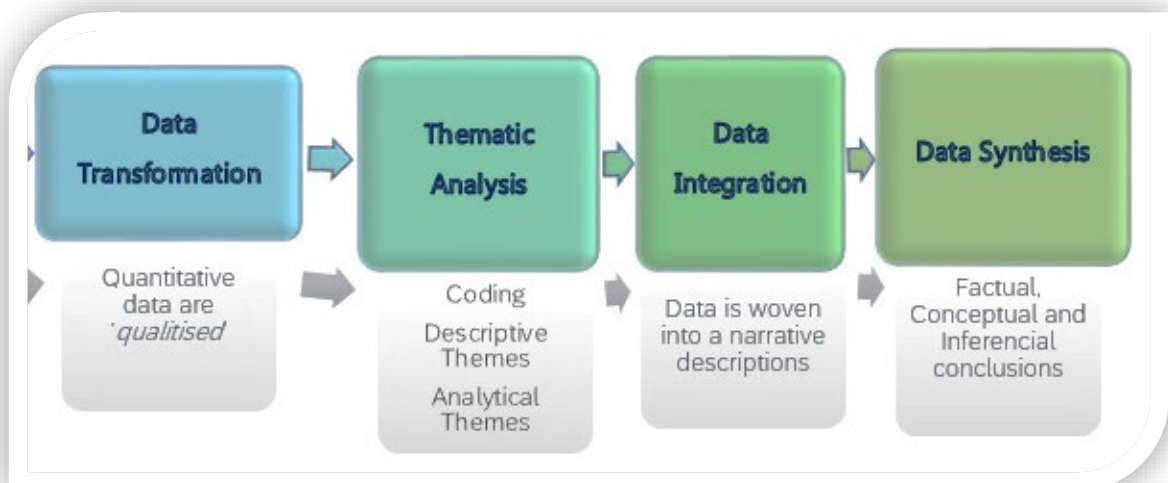 Data
Transformation
Thematic
Analysis
Data
Integration
Data Synthesis
Quantitative
data are
'qualitised'
Coding
Descriptive
Themes
Analytical
Themes
Data is woven
into a narrative
descriptions
Factual,
Conceptual and
Inferencial
conclusions